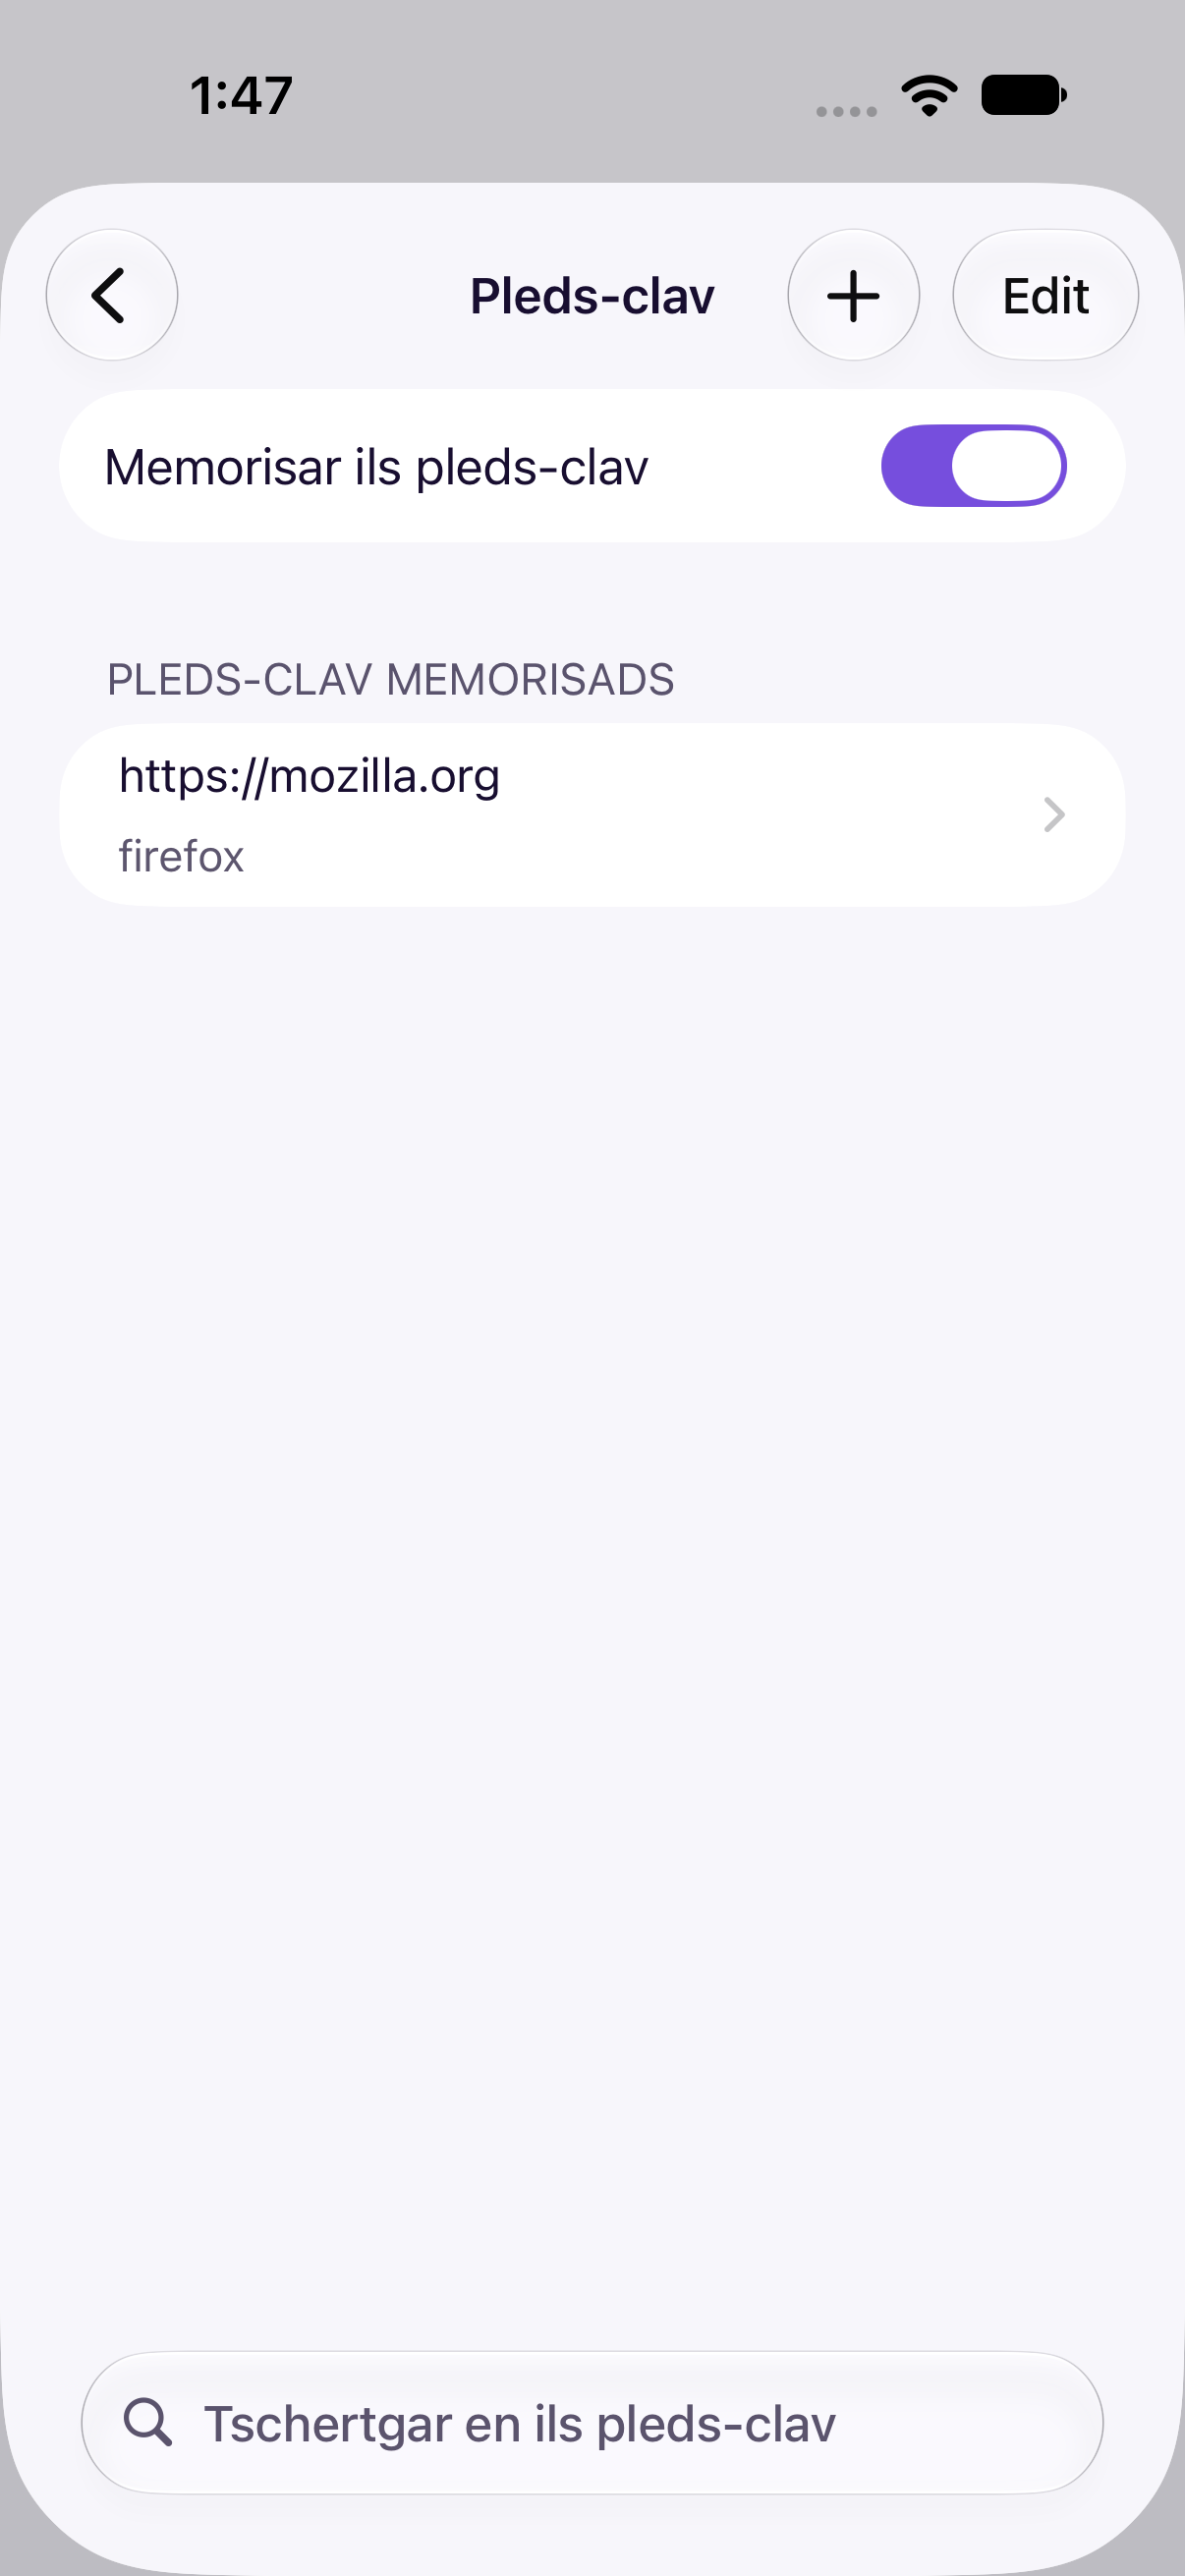 1:47
Pleds-clav
Edit
Memorisar ils pleds-clav
PLEDS-CLAV MEMORISADS
https://mozilla.org
firefox
Tschertgar en ils pleds-clav